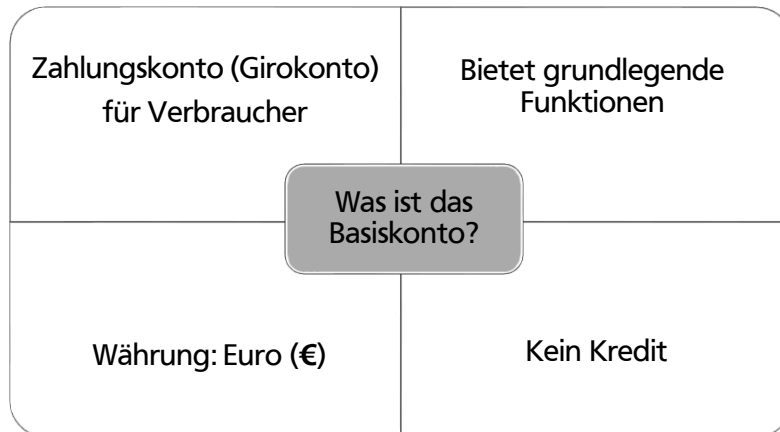 Zahlungskonto (Girokonto)
für Verbraucher
Bietet grundlegende
Funktionen
Was ist das
Basiskonto?
Währung: Euro (€)
Kein Kredit